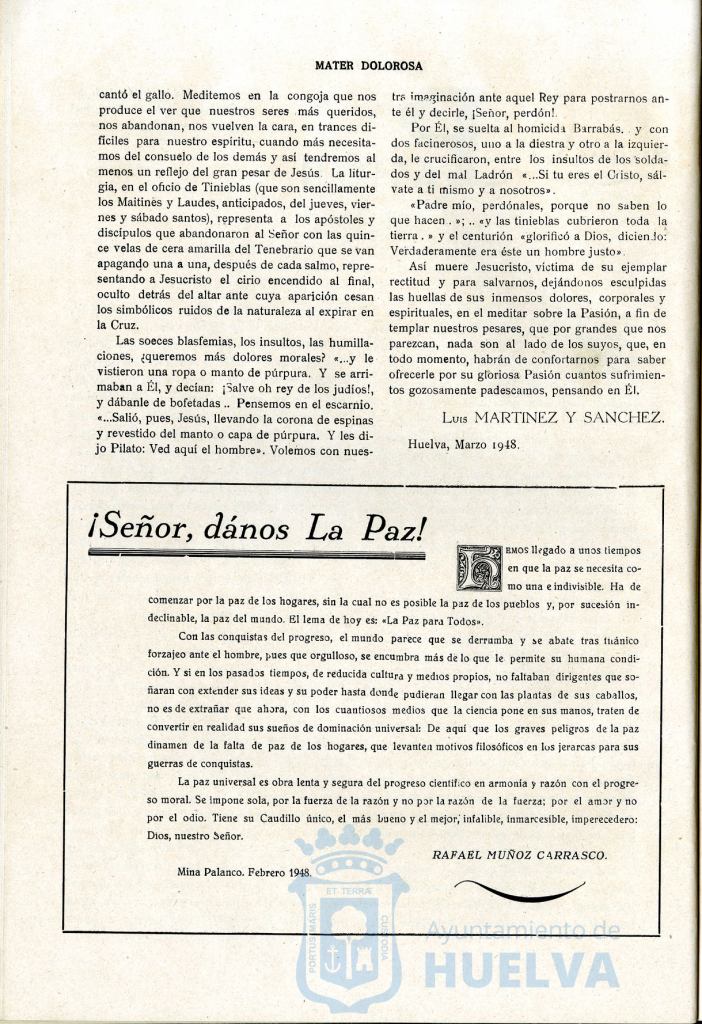 MATER DOLOROSA
cantó el gallo. Meditemos en la congoja que nos
produce el ver que nuestros seres más queridos,
nos abandonan, nos vuelven la cara, en trances di-
fíciles para nuestro espíritu, cuando más necesita-
mos del consuelo de los demás y así tendremos al
menos un reflejo del gran pesar de Jesús. La litur-
gia, en el oficio de Tinieblas (que son sencillamente
los Maitines y Laudes, anticipados, del jueves, vier-
nes y sábado santos), representa a los apóstoles y
discípulos que abandonaron al Señor con las quin-
ce velas de cera amarilla del Tenebrario que se van
apagando una a una, después de cada salmo, repre-
sentando a Jesucristo el cirio encendido al final,
oculto detrás del altar ante cuya aparición cesan
los simbólicos ruidos de la naturaleza al expirar en
la Cruz.
Las soeces blasfemias, los insultos, las humilla-
ciones, ¿queremos más dolores morales? «...y le
vistieron una ropa o manto de púrpura. Y se arri-
maban a Él, y decían: ¡Salve oh rey de los judíos!,
y dábanle de bofetadas .. Pensemos en el escarnio.
«...Salió, pues, Jesús, llevando la corona de espinas
y revestido del manto o capa de púrpura. Y les di-
jo Pilato: Ved aquí el hombre». Volemos con nues-
tra imaginación ante aquel Rey para postrarnos an-
te él y decirle, ¡Señor, perdón!
Por Él, se suelta al homicida Barrabás. . y con
dos facinerosos, uno a la diestra y otro a la izquier-
da, le crucificaron, entre los insultos de los solda-
dos y del mal Ladrón «...Si tu eres el Cristo, sál-
vate a ti mismo y a nosotros».
«Padre mío, perdónales, porque no saben lo
que hacen . »; .. «y las tinieblas cubrieron toda la
tierra . » y el centurión «glorificó a Dios, diciendo:
Verdaderamente era éste un hombre justo».
Así muere Jesucristo, víctima de su ejemplar
rectitud y para salvarnos, dejándonos esculpidas
las huellas de sus inmensos dolores, corporales y
espirituales, en el meditar sobre la Pasión, a fin de
templar nuestros pesares, que por grandes que nos
parezcan, nada son al lado de los suyos, que, en
todo momento, habrán de confortarnos para saber
ofrecerle por su gloriosa Pasión cuantos sufrimien-
tos gozosamente padescamos, pensando en Él.
Luis MARTINEZ Y SANCHEZ.
Huelva, Marzo 1948.
¡Señor, dános La Paz!
HEMOS llegado a unos tiempos
en que la paz se necesita co-
mo una e indivisible. Ha de
comenzar por la paz de los hogares, sin la cual no es posible la paz de los pueblos y, por sucesión in-
declinable, la paz del mundo. El lema de hoy es: «La Paz para Todos».
Con las conquistas del progreso, el mundo parece que se derrumba y se abate tras titánico
forzajeo ante el hombre, pues que orgulloso, se encumbra más de lo que le permite su humana condi-
ción. Y si en los pasados tiempos, de reducida cultura y medios propios, no faltaban dirigentes que so-
ñaran con extender sus ideas y su poder hasta donde pudieran llegar con las plantas de sus caballos,
no es de extrañar que ahora, con los cuantiosos medios que la ciencia pone en sus manos, traten de
convertir en realidad sus sueños de dominación universal: De aquí que los graves peligros de la paz
dinamen de la falta de paz de los hogares, que levanten motivos filosóficos en los jerarcas para sus
guerras de conquistas.
La paz universal es obra lenta y segura del progreso científico en armonía y razón con el progre-
so moral. Se impone sola, por la fuerza de la razón y no por la razón de la fuerza; por el amor y no
por el odio. Tiene su Caudillo único, el más bueno y el mejor, infalible, inmarcesible, imperecedero:
Dios, nuestro Señor.
RAFAEL MUÑOZ CARRASCO.
Mina Palanco. Febrero 1948.
ET TERRÆ
PORTUS MARIS
CUSTODIA
Ayuntamiento de
HUELVA